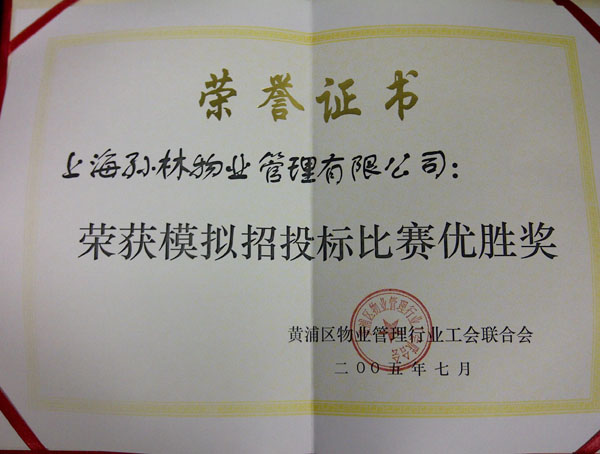 荣誉证书
上海孙林物业管理有限公司：
荣获模拟招投标比赛优胜奖
黄浦区物业管理行业工会联合会
二00五年七月